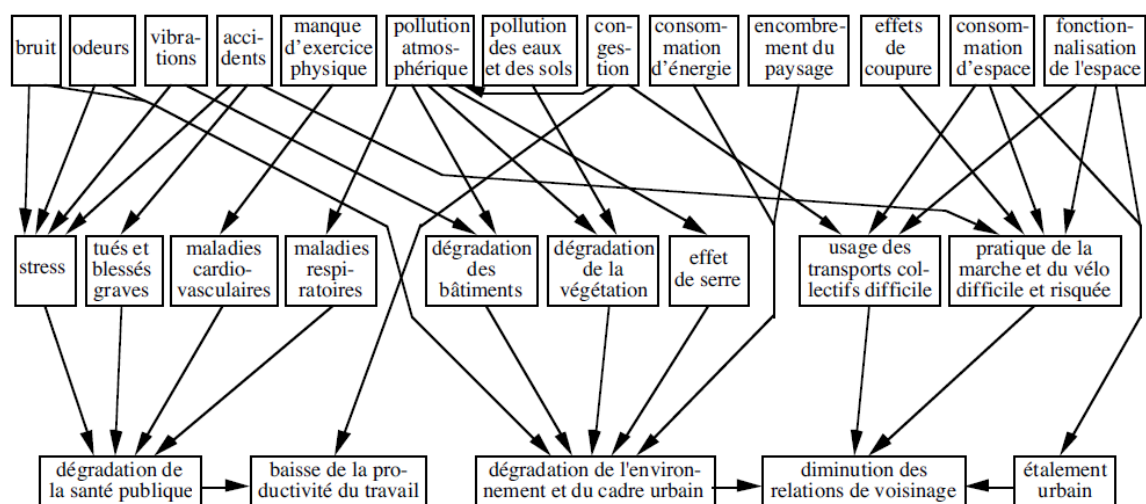 bruit
odeurs
vibra-
tions
acci-
dents
manque
d'exercice
physique
pollution
atmos-
phérique
pollution
des eaux
et des sols
con-
ges-
tion
consom-
mation
d'énergie
encombre-
ment du
paysage
effets
de
coupure
consom-
mation
d'espace
fonction-
nalisation
de l'espace
stress
tués et
blessés
graves
maladies
cardio-
vasculaires
maladies
respi-
ratoires
dégradation
des
bâtiments
dégradation
de la
végétation
effet
de serre
usage des
transports col-
lectifs difficile
pratique de la
marche et du vélo
difficile et risquée
dégradation de
la santé publique
baisse de la pro-
ductivité du travail
dégradation de l'environ-
nement et du cadre urbain
diminution des
relations de voisinage
étalement
urbain